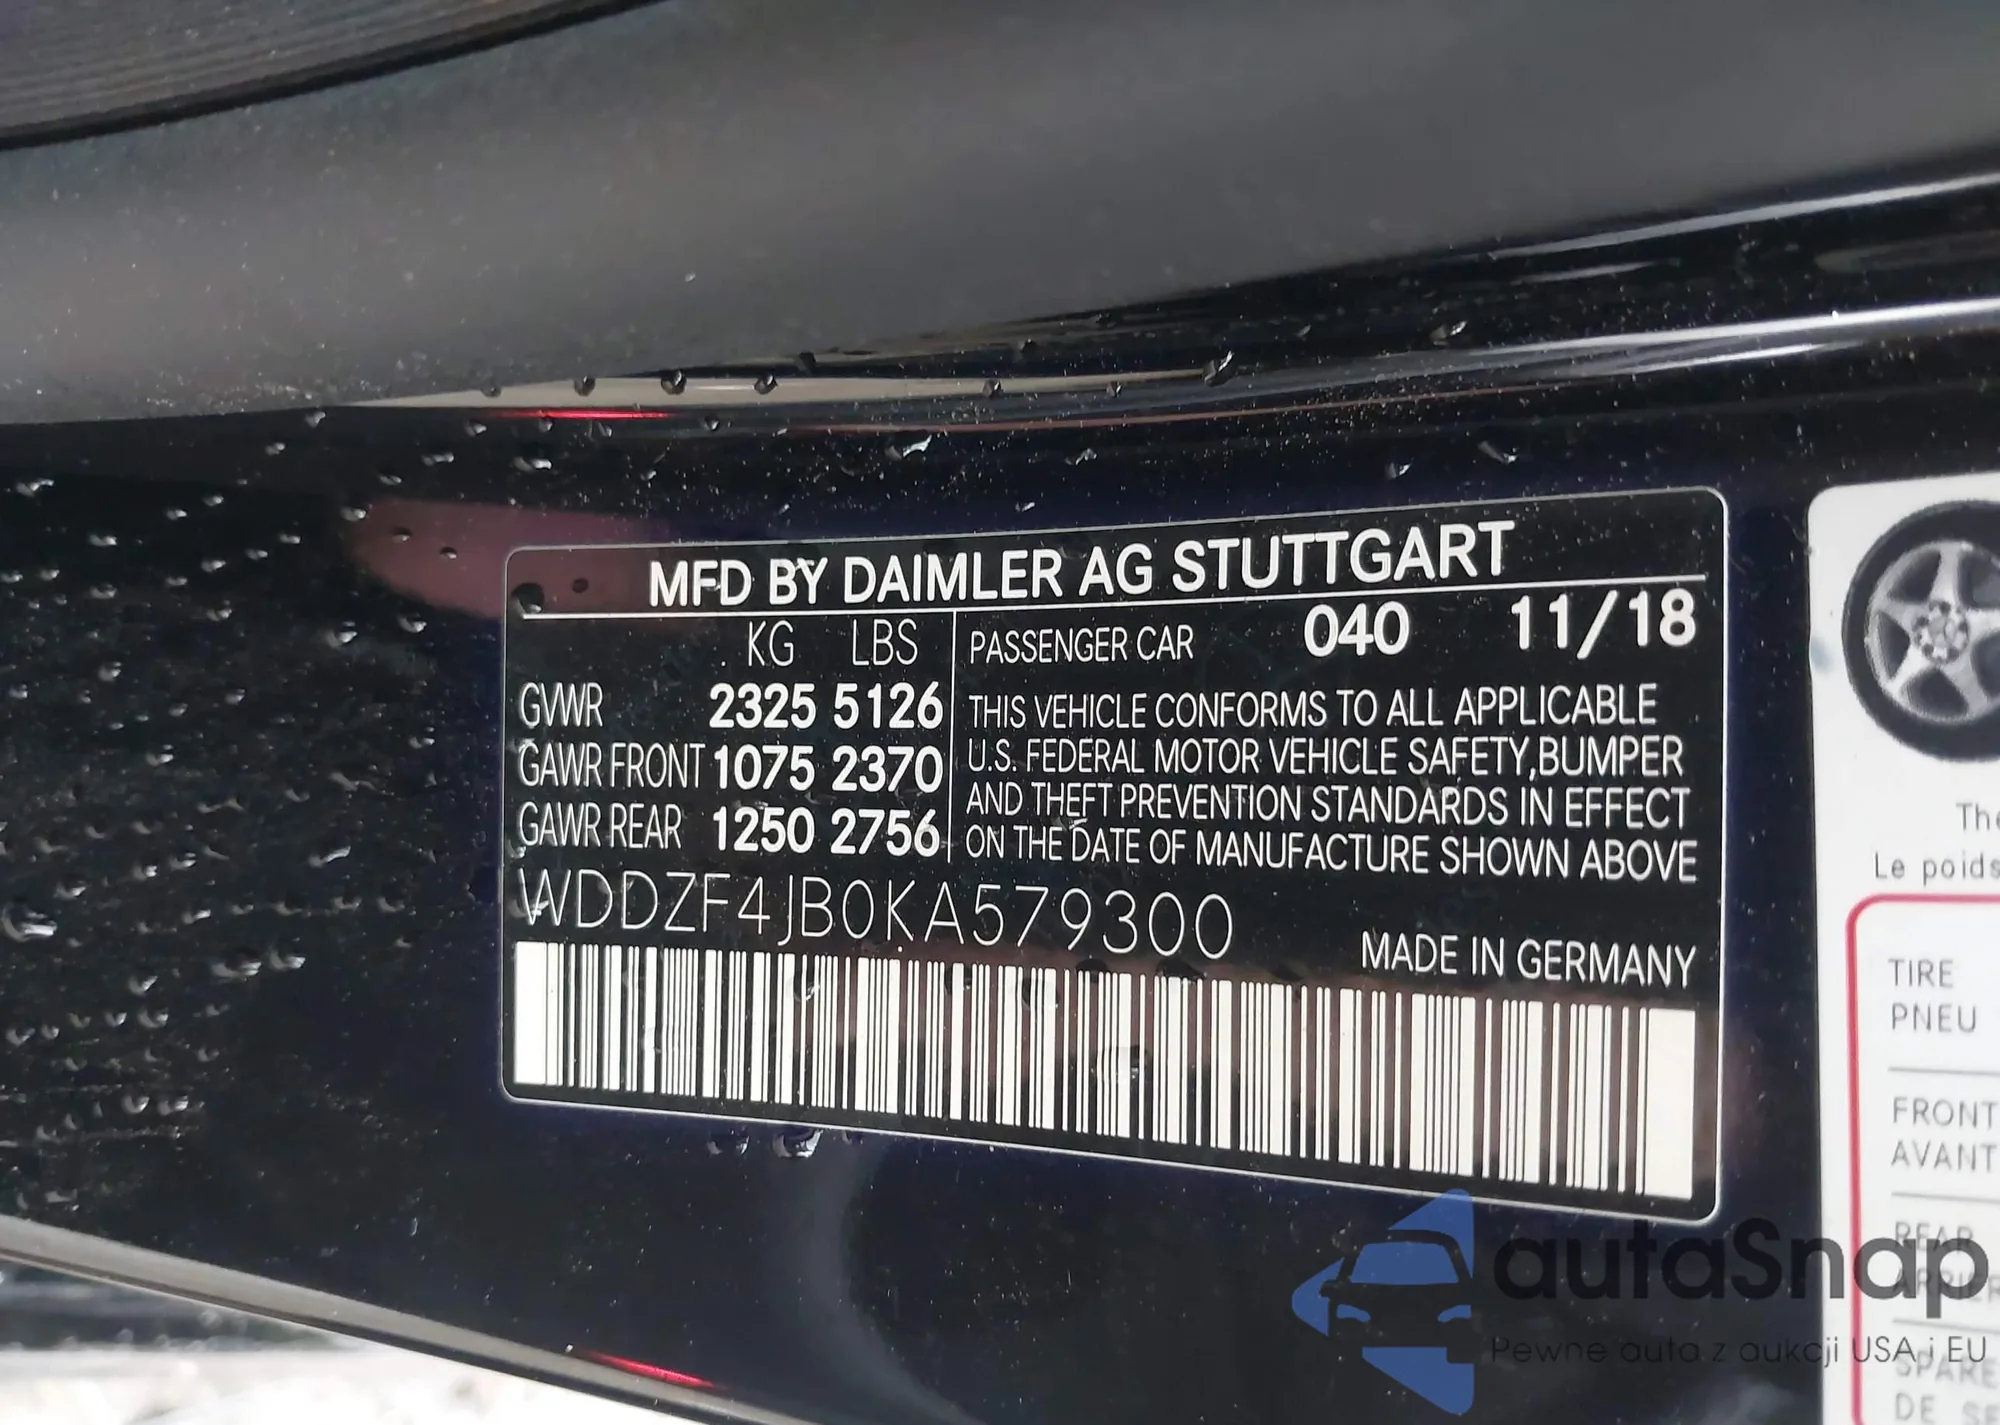 MFD BY DAIMLER AG STUTTGART
KG LBS
GVWR 2325 5126
GAWR FRONT 1075 2370
GAWR REAR 1250 2756
PASSENGER CAR 040 11/18
THIS VEHICLE CONFORMS TO ALL APPLICABLE
U.S. FEDERAL MOTOR VEHICLE SAFETY,BUMPER
AND THEFT PREVENTION STANDARDS IN EFFECT
ON THE DATE OF MANUFACTURE SHOWN ABOVE
WDDZF4JB0KA579300
MADE IN GERMANY
Le poids
TIRE
PNEU
FRONT
AVANT
REAR
SPARE
DE
autaSnap
Pewne auta z aukcji USA i EU